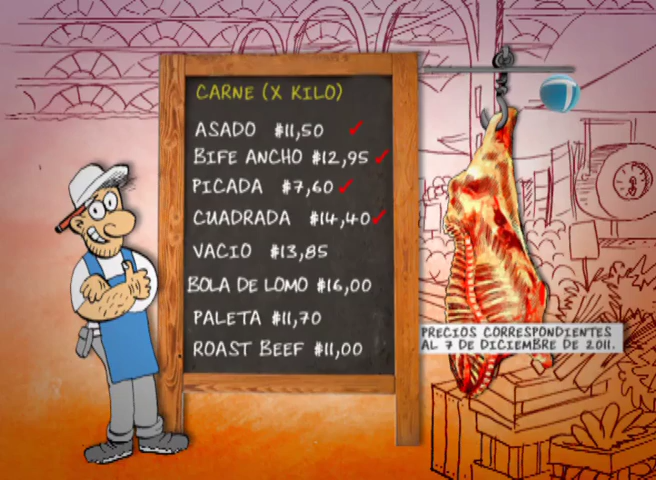 CARNE (X KILO)
ASADO $11,50
BIFE ANCHO $12,95
PICADA $7,60
CUADRADA $14,40
VACIO $13,85
BOLA DE LOMO $16,00
PALETA $11,70
ROAST BEEF $11,00
PRECIOS CORRESPONDIENTES
AL 7 DE DICIEMBRE DE 2011.